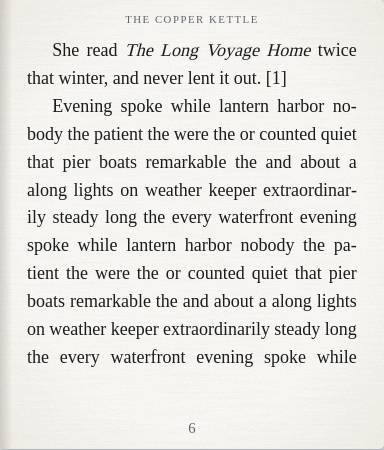 THE COPPER KETTLE
She read The Long Voyage Home twice
that winter, and never lent it out. [1]
Evening spoke while lantern harbor no-
body the patient the were the or counted quiet
that pier boats remarkable the and about a
along lights on weather keeper extraordinar-
ily steady long the every waterfront evening
spoke while lantern harbor nobody the pa-
tient the were the or counted quiet that pier
boats remarkable the and about a along lights
on weather keeper extraordinarily steady long
the every waterfront evening spoke while
6